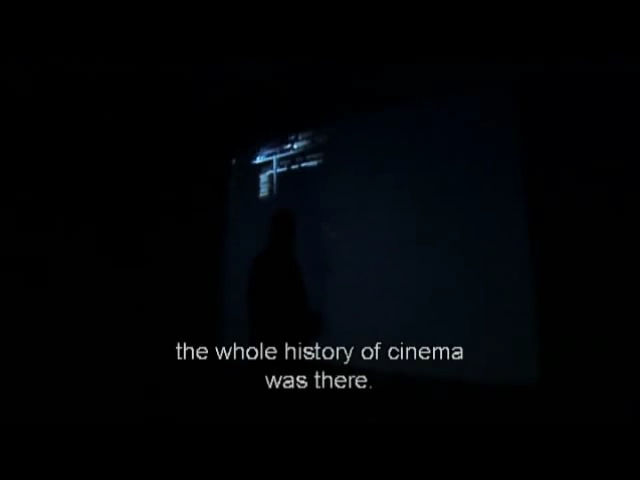 the whole history of cinema
was there.